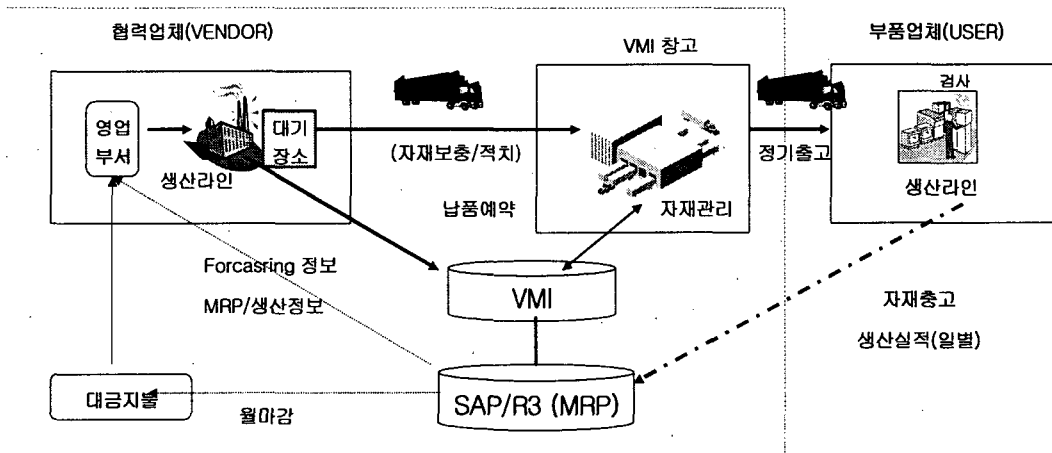 협력업체(VENDOR)
VMI 창고
부품업체(USER)
영업
부서
대기
장소
생산라인
(자재보충/적치)
납품예약
자재관리
정기출고
검사
생산라인
Forcasring 정보
MRP/생산정보
VMI
자재충고
생산실적(일별)
대금지불
월마감
SAP/R3 (MRP)